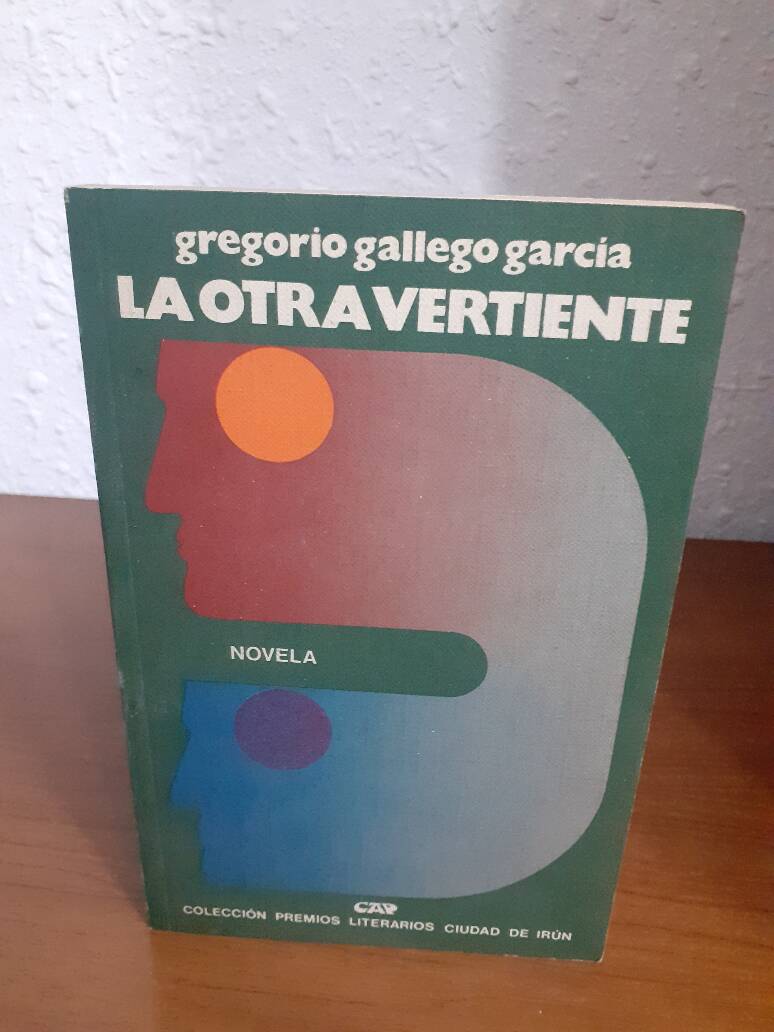 gregorio gallego garcía
LA OTRA VERTIENTE
NOVELA
CAP
COLECCIÓN PREMIOS LITERARIOS CIUDAD DE IRÚN